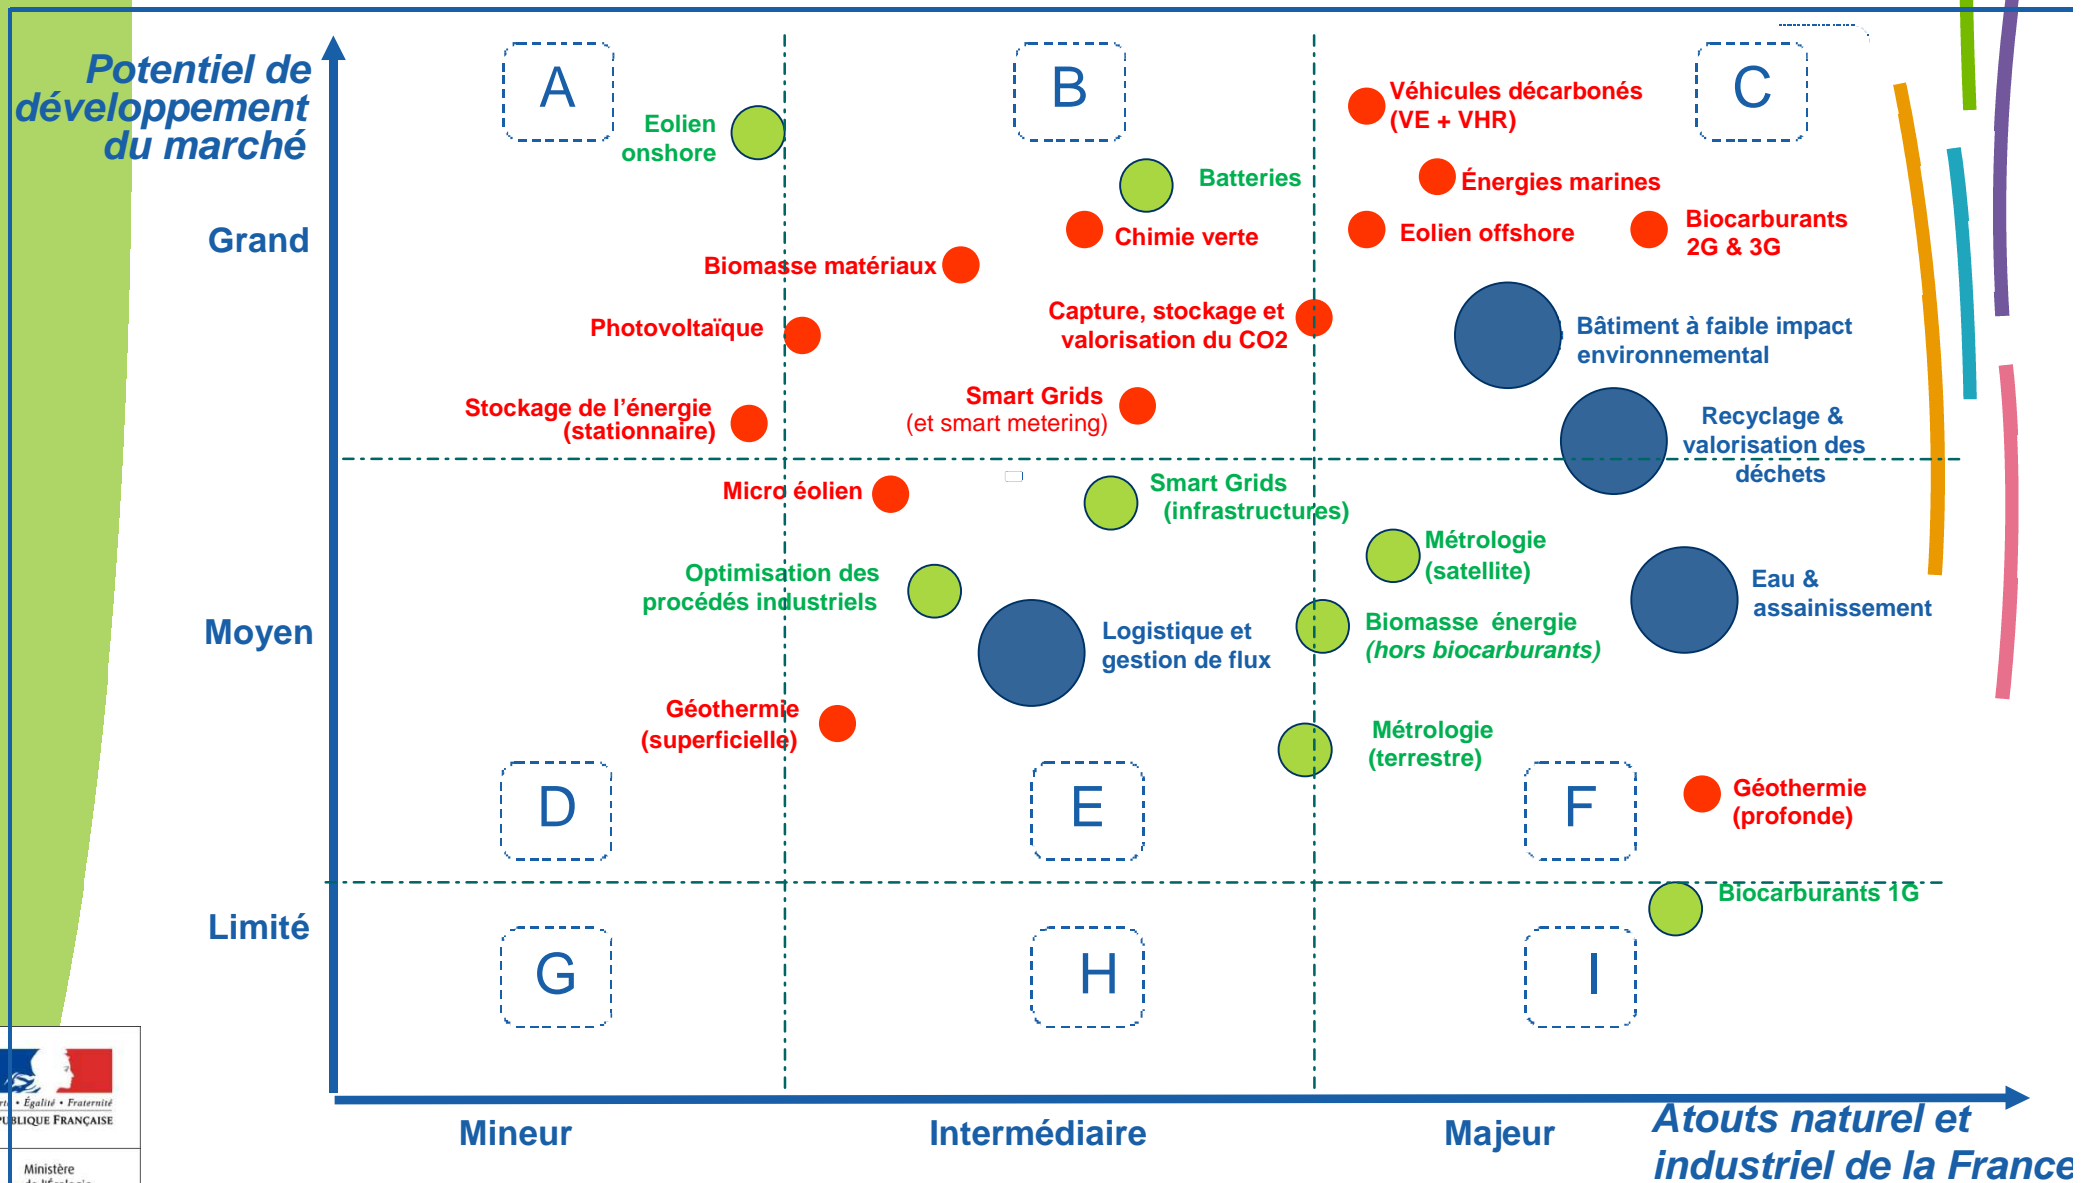 Potentiel de
développement
du marché
A
B
C
Eolien
onshore
Véhicules décarbonés
(VE + VHR)
Batteries
Énergies marines
Grand
Chimie verte
Eolien offshore
Biocarburants
2G & 3G
Biomasse matériaux
Photovoltaïque
Capture, stockage et
valorisation du CO2
Bâtiment à faible impact
environnemental
Stockage de l'énergie
(stationnaire)
Smart Grids
(et smart metering)
Recyclage &
valorisation des
déchets
Micro éolien
Smart Grids
(infrastructures)
Métrologie
(satellite)
Optimisation des
procédés industriels
Eau &
assainissement
Moyen
Logistique et
gestion de flux
Biomasse énergie
(hors biocarburants)
Géothermie
(superficielle)
Métrologie
(terrestre)
D
E
F
Géothermie
(profonde)
Biocarburants 1G
Limité
G
H
I
Égalité • Fraternité
FRANÇAISE
Ministère
Mineur
Intermédiaire
Majeur
Atouts naturel et
industriel de la France